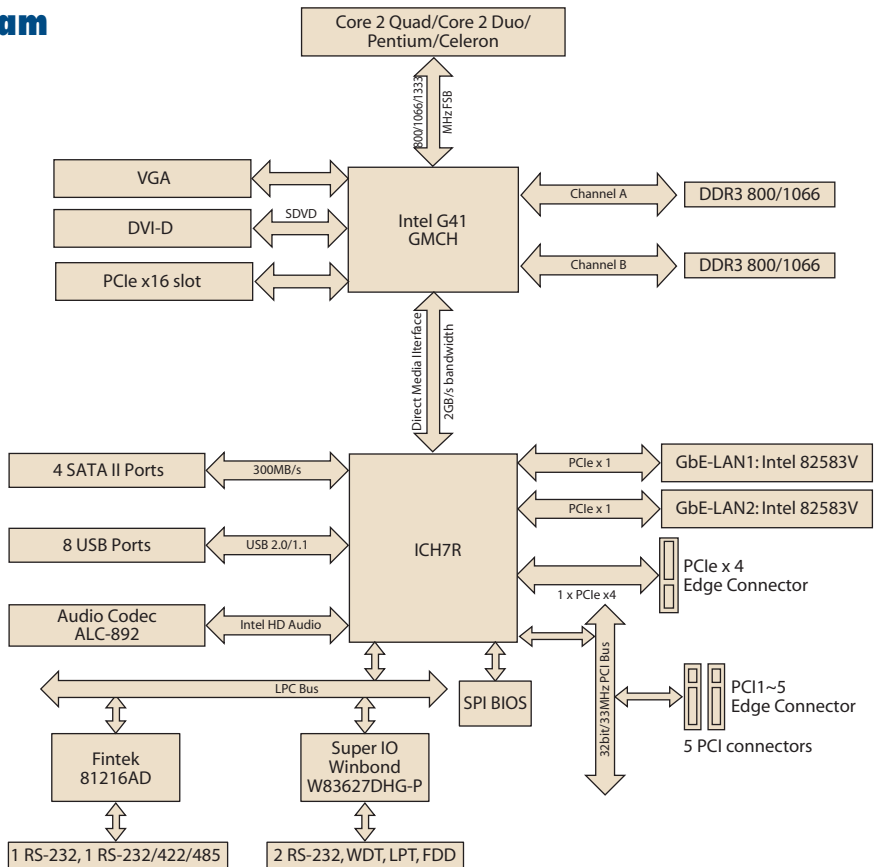 am
Core 2 Quad/Core 2 Duo/
Pentium/Celeron
800/1066/1333
MHz FSB
VGA
SDVD
DVI-D
PCIe x16 slot
Intel G41
GMCH
Channel A
DDR3 800/1066
Channel B
DDR3 800/1066
Direct Media IIterface
2GB/s bandwidth
4 SATA II Ports
300MB/s
8 USB Ports
USB 2.0/1.1
Audio Codec
ALC-892
Intel HD Audio
ICH7R
PCIe x 1
GbE-LAN1: Intel 82583V
PCIe x 1
GbE-LAN2: Intel 82583V
PCIe x 4
Edge Connector
1 x PCIe x4
32bit/33MHz PCI Bus
PCI1~5
Edge Connector
5 PCI connectors
LPC Bus
SPI BIOS
Fintek
81216AD
Super IO
Winbond
W83627DHG-P
1 RS-232, 1 RS-232/422/485
2 RS-232, WDT, LPT, FDD